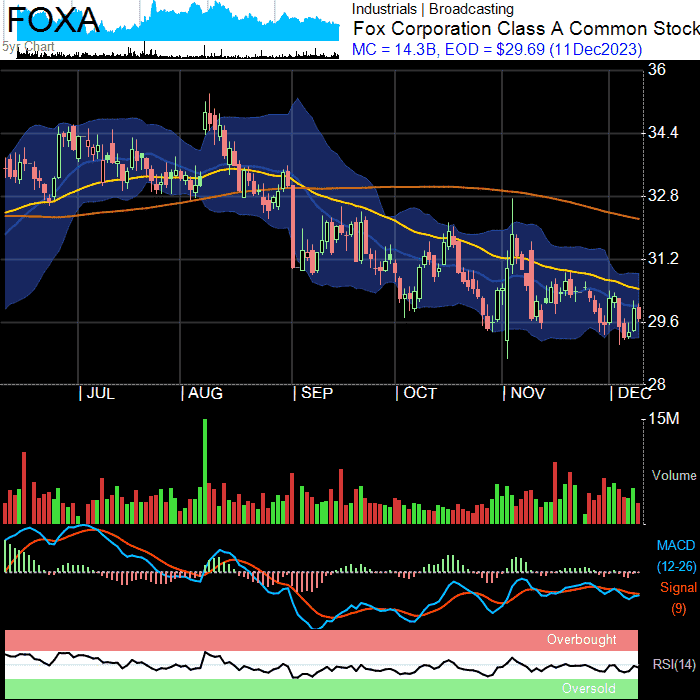 FOXA
Industrials | Broadcasting
Fox Corporation Class A Common Stock
5yr Chart
MC = 14.3B, EOD = $29.69 (11Dec2023)
36
34.4
32.8
31.2
29.6
28
JUL AUG SEP OCT NOV DEC
15M
Volume
MACD
(12-26)
Signal
(9)
Overbought
RSI(14)
Oversold